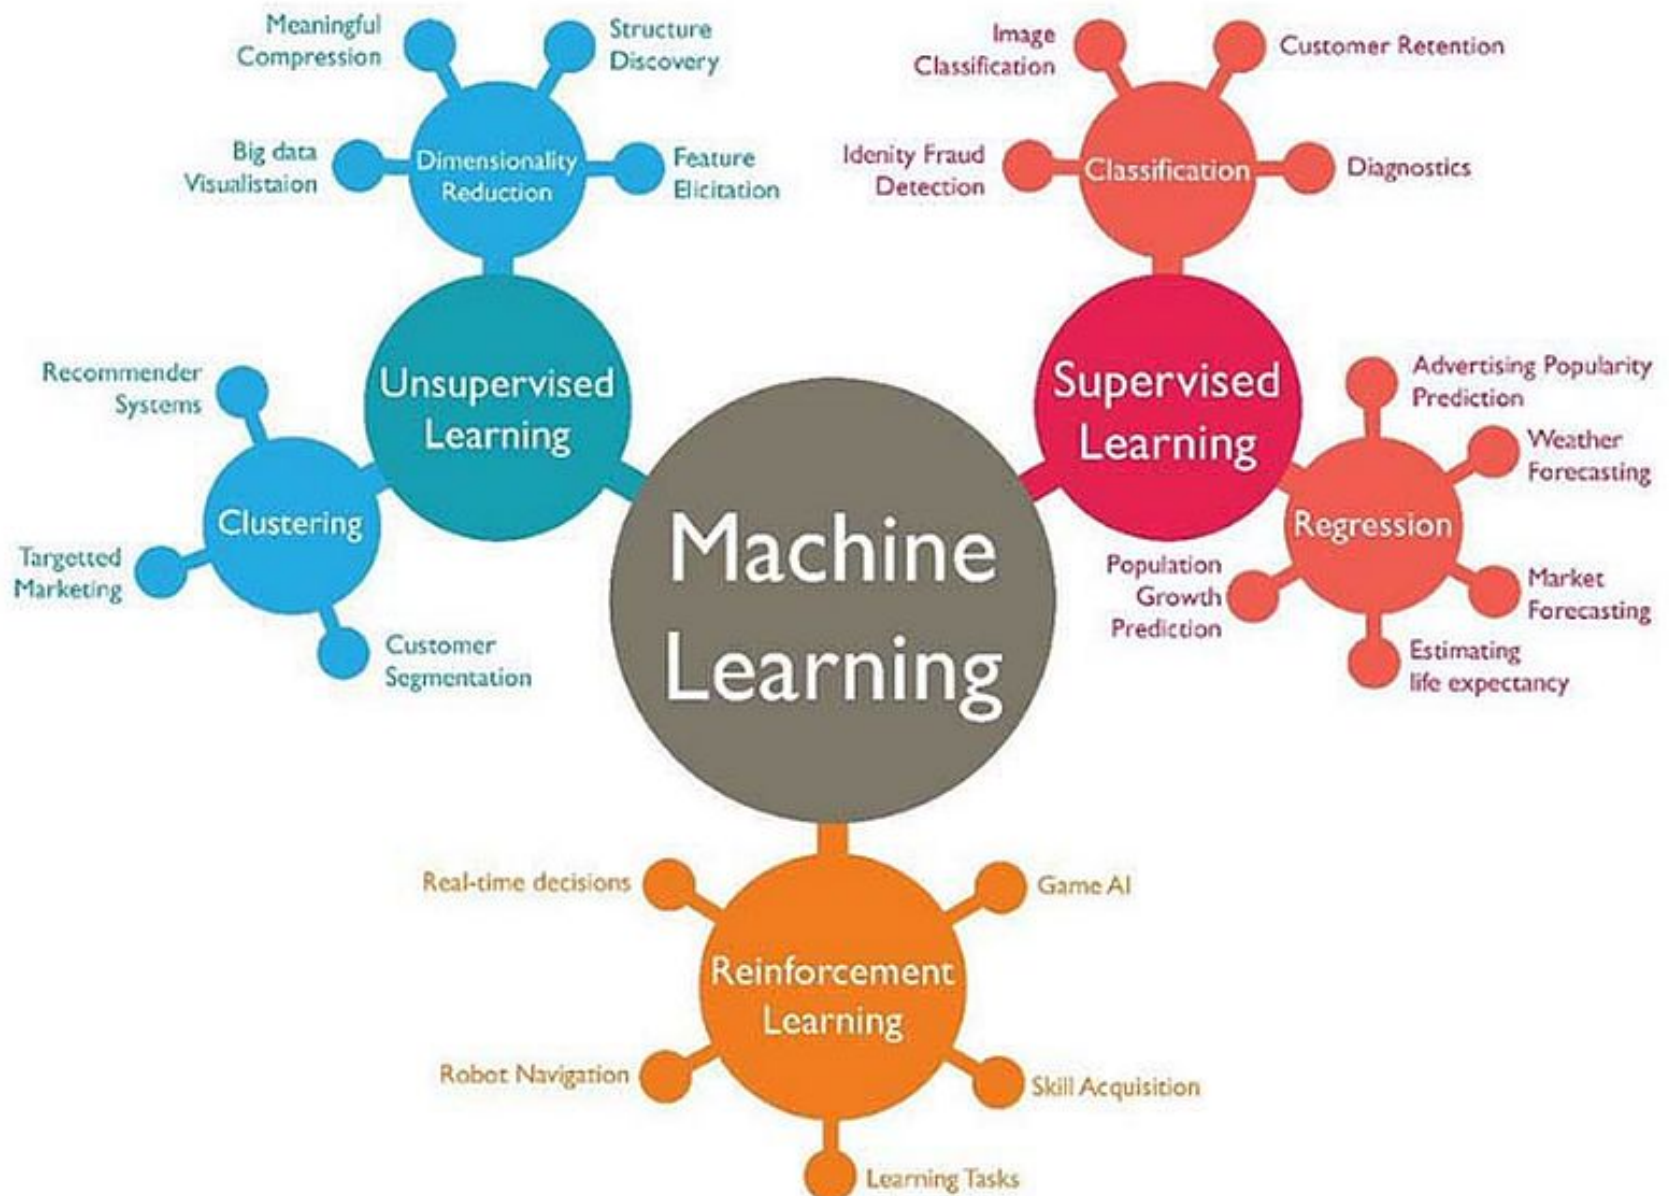 Meaningful
Compression
Structure
Discovery
Big data
Visualistaion
Dimensionality
Reduction
Feature
Elicitation
Image
Classification
Customer Retention
Idenity Fraud
Detection
Classification
Diagnostics
Recommender
Systems
Unsupervised
Learning
Clustering
Targetted
Marketing
Customer
Segmentation
Supervised
Learning
Advertising Popularity
Prediction
Weather
Forecasting
Regression
Population
Growth
Prediction
Market
Forecasting
Estimating
life expectancy
Machine
Learning
Real-time decisions
Game AI
Reinforcement
Learning
Robot Navigation
Skill Acquisition
Learning Tasks